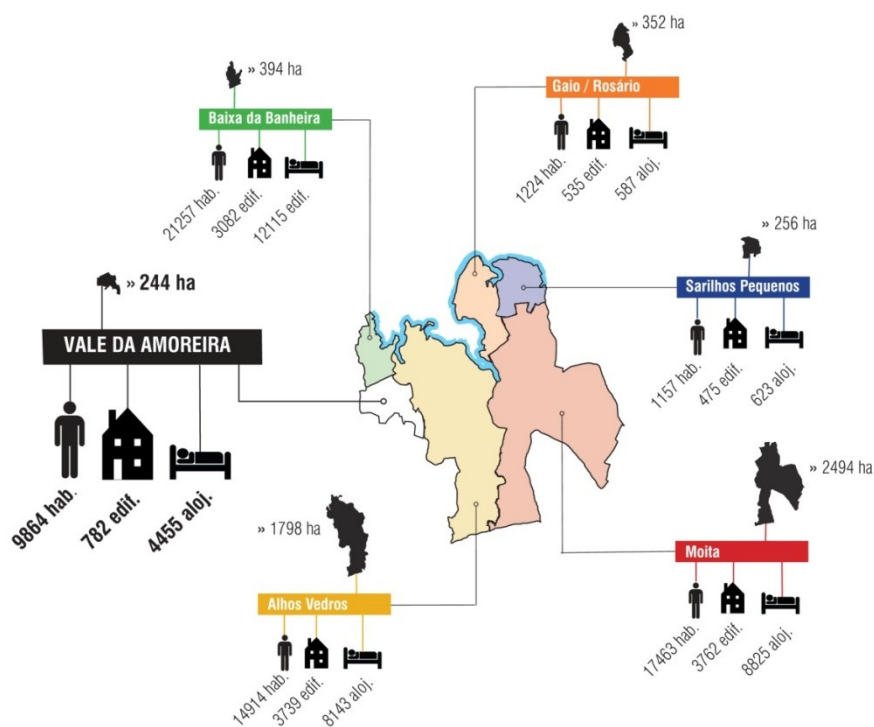 » 352 ha
Gaio / Rosário
1224 hab.
535 edif.
587 aloj.
» 394 ha
Baixa da Banheira
21257 hab.
3082 edif.
12115 edif.
» 256 ha
Sarilhos Pequenos
1157 hab.
475 edif.
623 aloj.
» 244 ha
VALE DA AMOREIRA
9864 hab.
782 edif.
4455 aloj.
» 2494 ha
Moita
17463 hab.
3762 edif.
8825 aloj.
» 1798 ha
Alhos Vedros
14914 hab.
3739 edif.
8143 aloj.